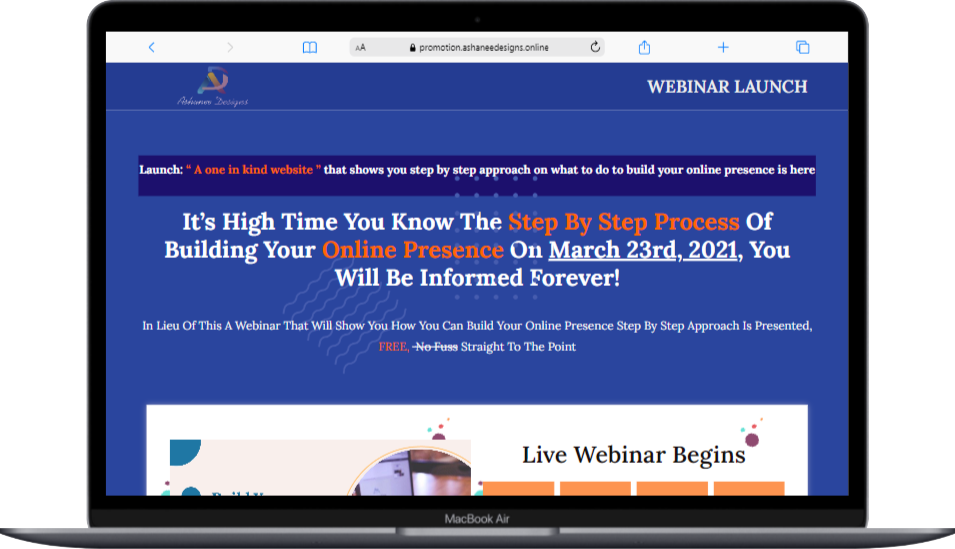 AA promotion.ashaneedesigns.online
Ashanee Designs
WEBINAR LAUNCH
Launch: “ A one in kind website ” that shows you step by step approach on what to do to build your online presence is here
It’s High Time You Know The Step By Step Process Of
Building Your Online Presence On March 23rd, 2021, You
Will Be Informed Forever!
In Lieu Of This A Webinar That Will Show You How You Can Build Your Online Presence Step By Step Approach Is Presented,
FREE, No Fuss Straight To The Point
Live Webinar Begins
MacBook Air